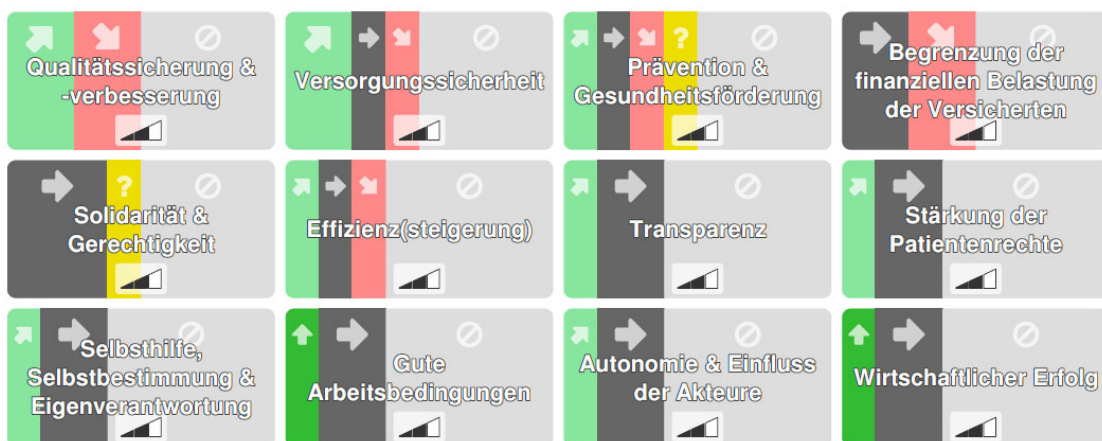 Qualitätssicherung &
-verbesserung
Versorgungssicherheit
?
Prävention &
Gesundheitsförderung
Begrenzung der
finanziellen Belastung
der Versicherten
?
Solidarität &
Gerechtigkeit
Effizienz(steigerung)
Transparenz
Stärkung der
Patientenrechte
Selbsthilfe,
Selbstbestimmung &
Eigenverantwortung
Gute
Arbeitsbedingungen
Autonomie & Einfluss
der Akteure
Wirtschaftlicher Erfolg